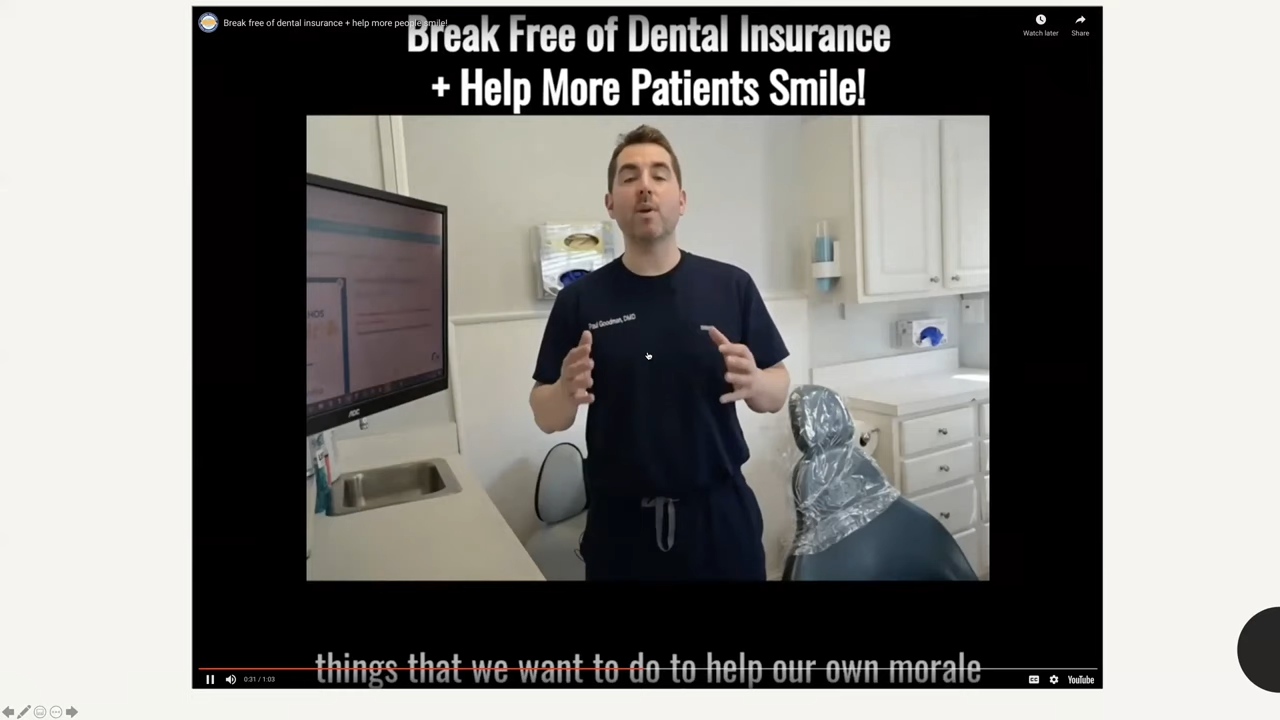 Break free of dental insurance + help more people smile!
Watch later
Share
Break Free of Dental Insurance
+ Help More Patients Smile!
Paul Goodman, DMD
AOC
things that we want to do to help our own morale
0:31 / 1:03
CC
YouTube